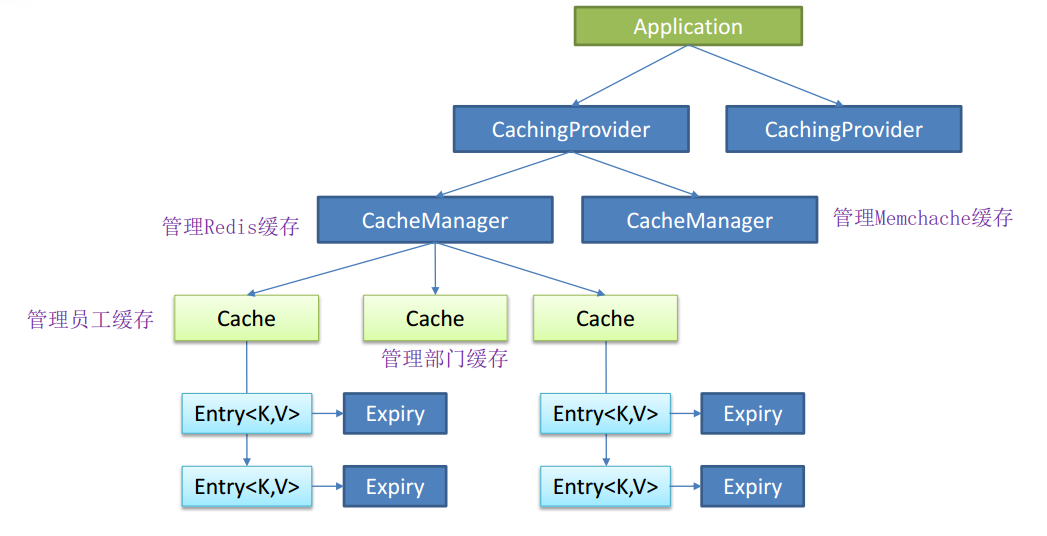 Application
CachingProvider
CachingProvider
管理Redis缓存
CacheManager
CacheManager
管理Memchache缓存
管理员工缓存
Cache
Cache
Cache
管理部门缓存
Entry<K,V>
Expiry
Entry<K,V>
Expiry
Entry<K,V>
Expiry
Entry<K,V>
Expiry